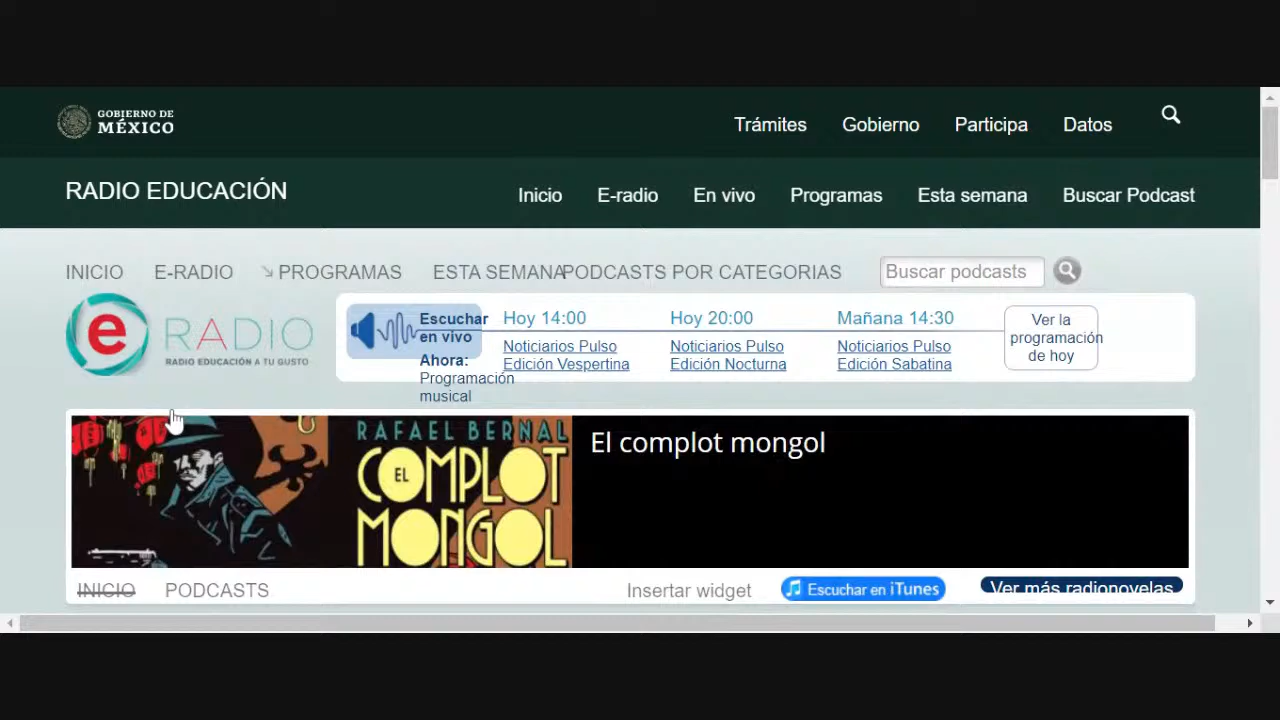 GOBIERNO DE
MÉXICO
Trámites Gobierno Participa Datos
RADIO EDUCACIÓN
Inicio E-radio En vivo Programas Esta semana Buscar Podcast
INICIO E-RADIO PROGRAMAS ESTA SEMANA PODCASTS POR CATEGORIAS Buscar podcasts
e RADIO
RADIO EDUCACIÓN A TU GUSTO
Escuchar
en vivo
Ahora:
Programación
musical
Hoy 14:00
Noticiarios Pulso
Edición Vespertina
Hoy 20:00
Noticiarios Pulso
Edición Nocturna
Mañana 14:30
Noticiarios Pulso
Edición Sabatina
Ver la
programación
de hoy
RAFAEL BERNAL
EL
COMPLOT
MONGOL
El complot mongol
INICIO PODCASTS Insertar widget Escuchar en iTunes Ver más radionovelas